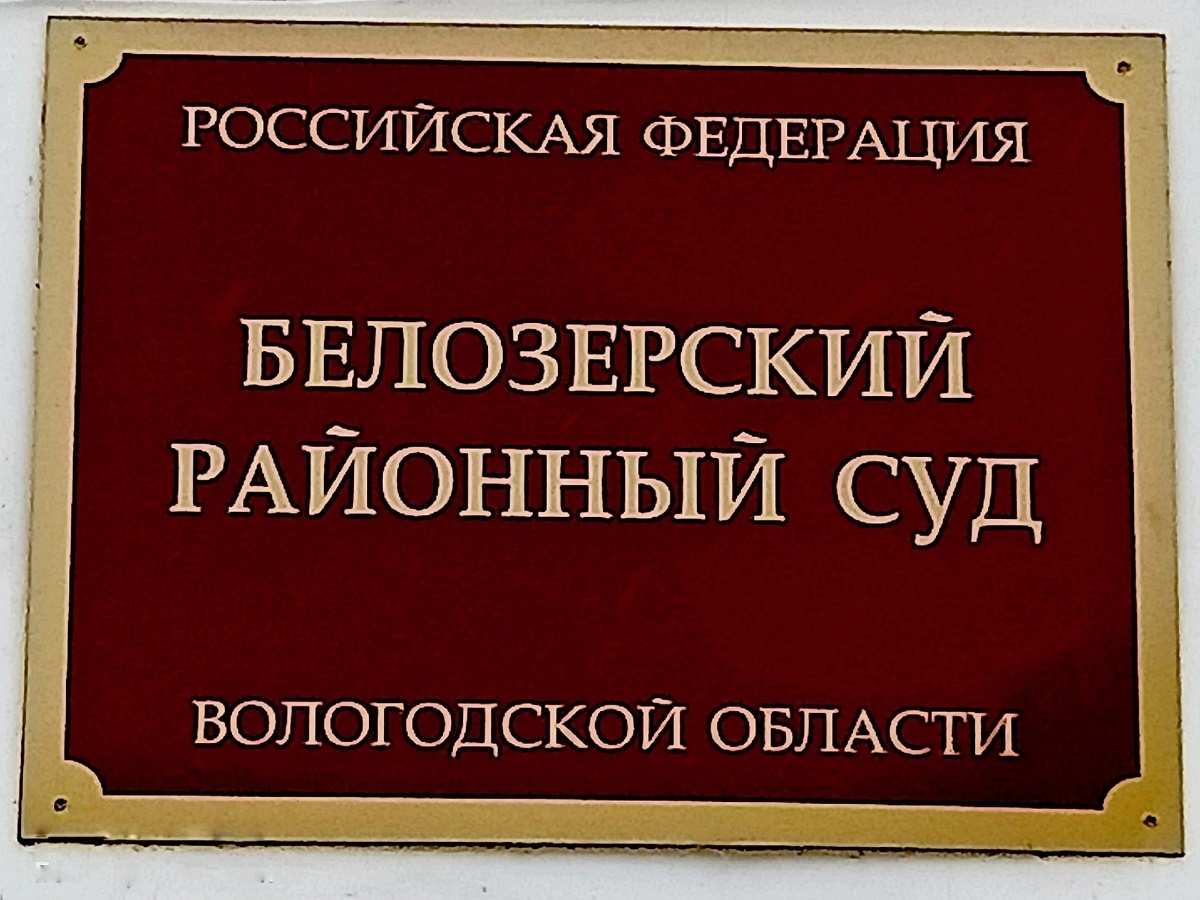 РОССИЙСКАЯ ФЕДЕРАЦИЯ
БЕЛОЗЕРСКИЙ
РАЙОННЫЙ СУД
ВОЛОГОДСКОЙ ОБЛАСТИ